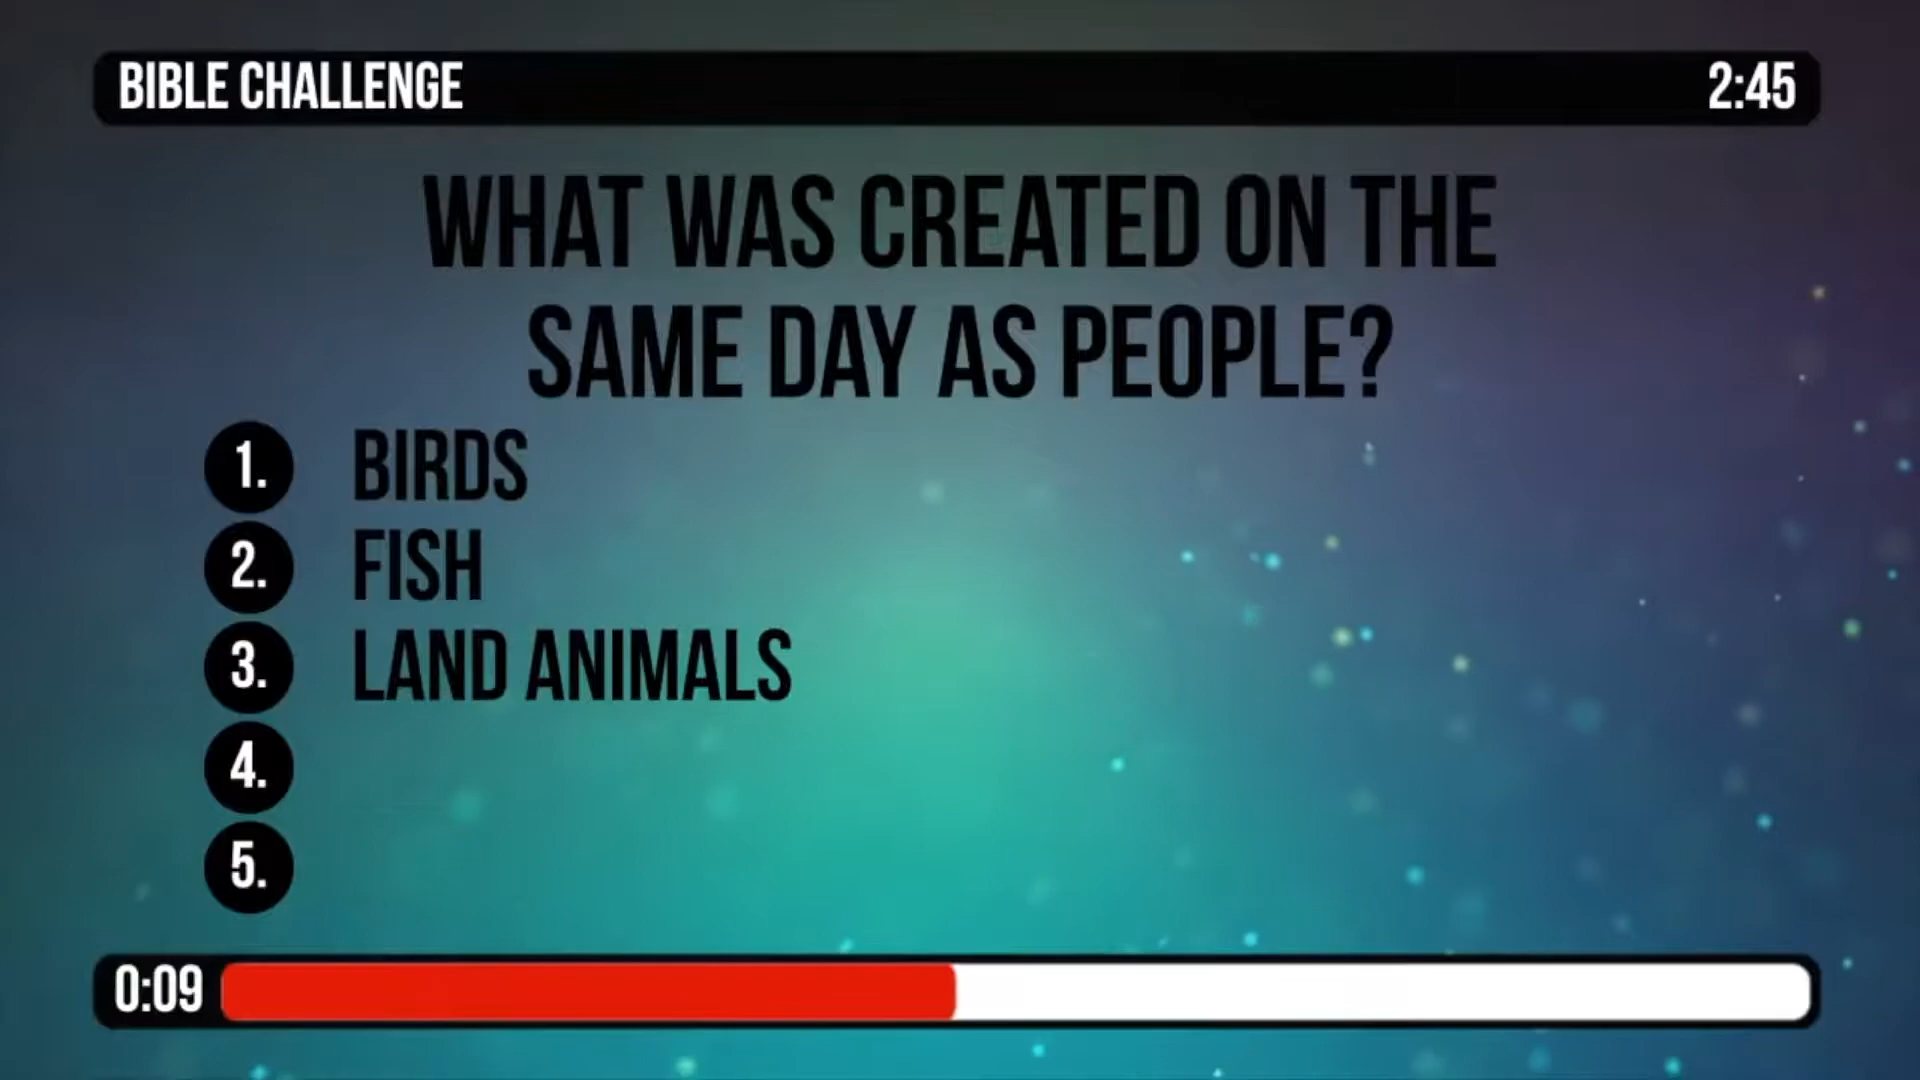 BIBLE CHALLENGE 2:45
WHAT WAS CREATED ON THE
SAME DAY AS PEOPLE?
1. BIRDS
2. FISH
3. LAND ANIMALS
4.
5.
0:09